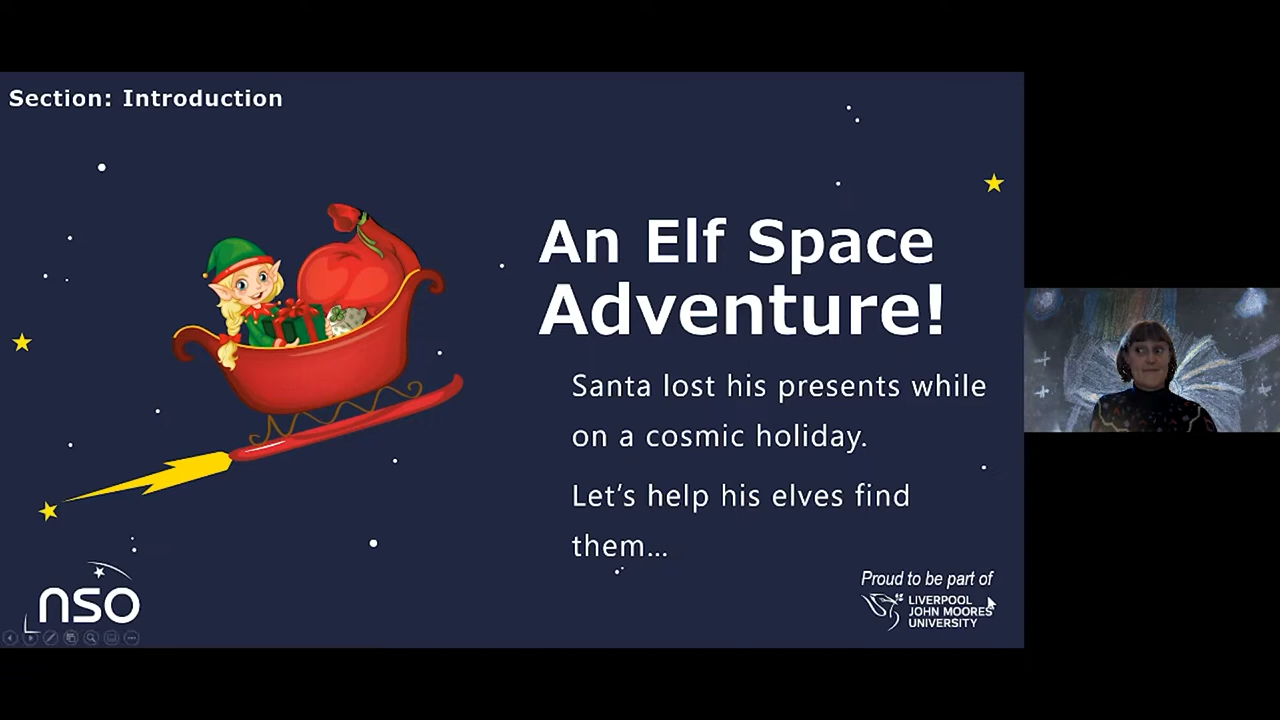 Section: Introduction
An Elf Space
Adventure!
Santa lost his presents while
on a cosmic holiday.
Let’s help his elves find
them...
nso
Proud to be part of
LIVERPOOL
JOHN MOORES
UNIVERSITY